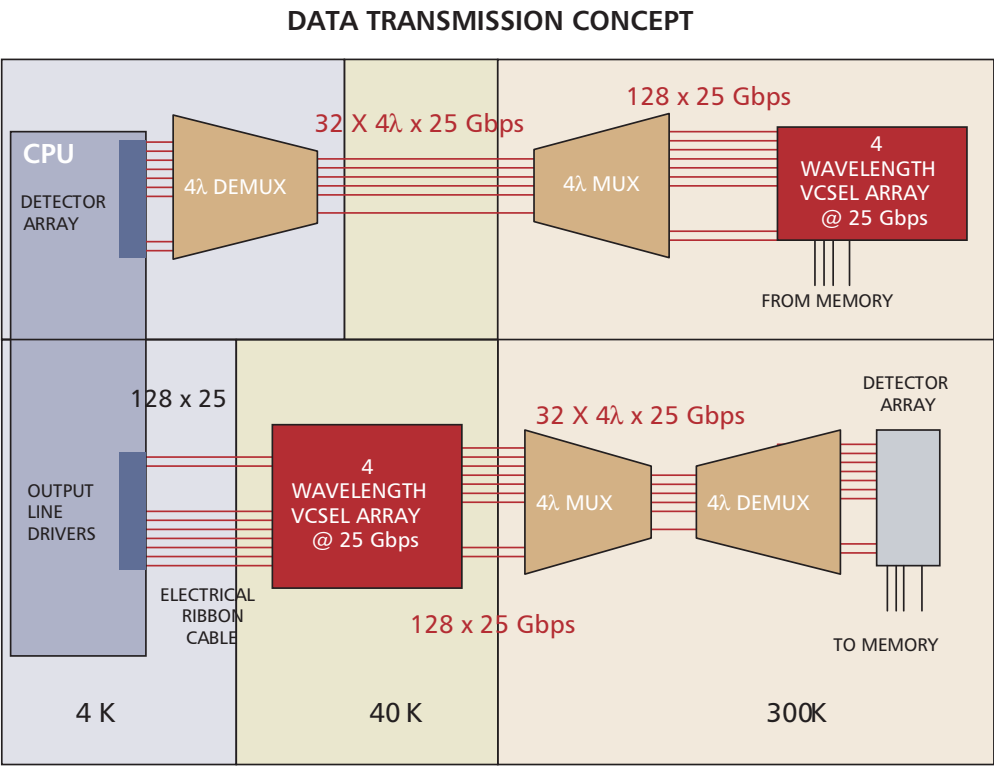 DATA TRANSMISSION CONCEPT
128 x 25 Gbps
32 X 4λ x 25 Gbps
CPU
DETECTOR
ARRAY
4λ DEMUX
4λ MUX
4
WAVELENGTH
VCSEL ARRAY
@ 25 Gbps
FROM MEMORY
128 x 25
OUTPUT
LINE
DRIVERS
ELECTRICAL
RIBBON
CABLE
4
WAVELENGTH
VCSEL ARRAY
@ 25 Gbps
128 x 25 Gbps
32 X 4λ x 25 Gbps
4λ MUX
4λ DEMUX
DETECTOR
ARRAY
TO MEMORY
4 K
40 K
300K